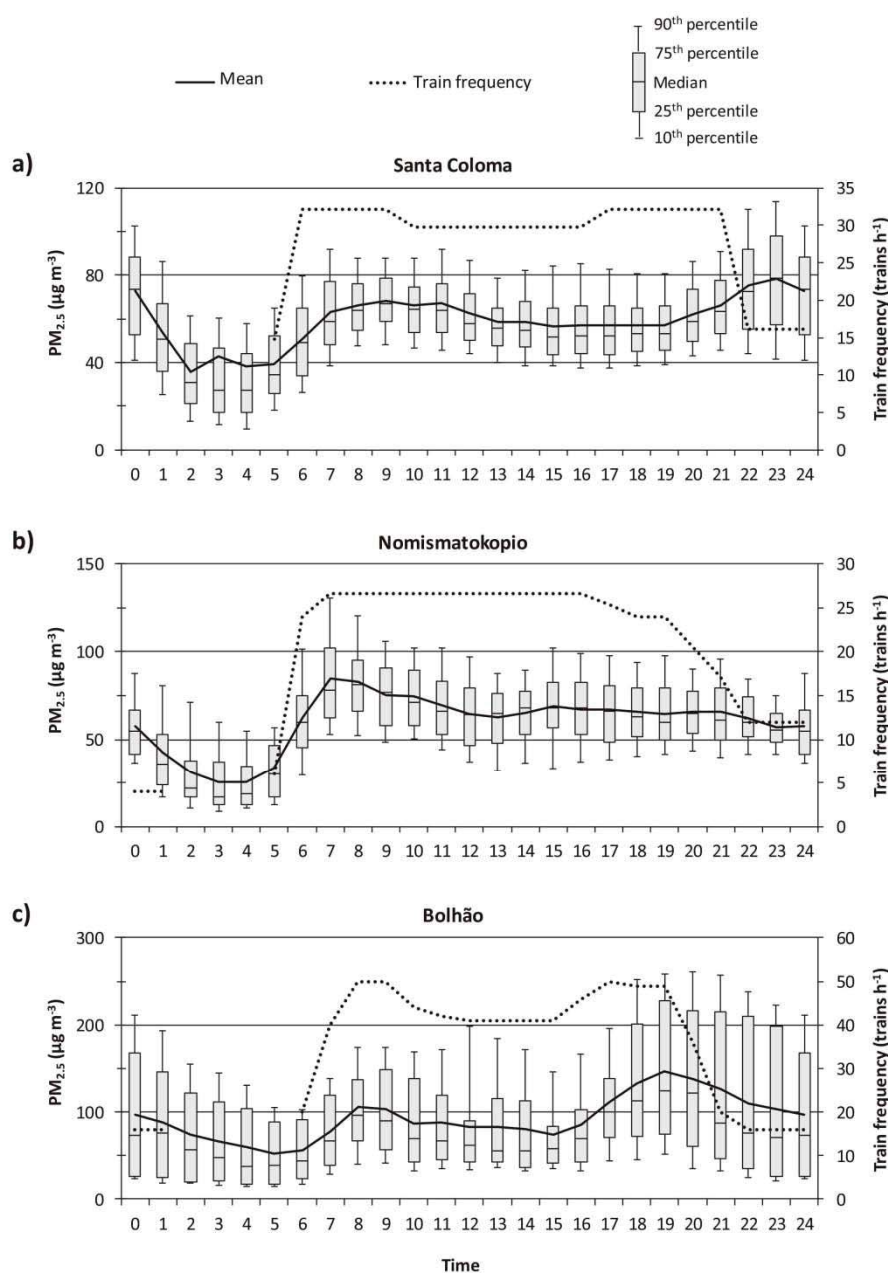 90th percentile
75th percentile
Mean
Train frequency
Median
25th percentile
10th percentile
a)
Santa Coloma
120
80
40
0
PM2.5 (µg m-3)
35
30
25
20
15
10
5
0
Train frequency (trains h-1)
0 1 2 3 4 5 6 7 8 9 10 11 12 13 14 15 16 17 18 19 20 21 22 23 24
b)
Nomismatokopio
150
100
50
0
PM2.5 (µg m-3)
30
25
20
15
10
5
0
Train frequency (trains h-1)
0 1 2 3 4 5 6 7 8 9 10 11 12 13 14 15 16 17 18 19 20 21 22 23 24
c)
Bolhão
300
200
100
0
PM2.5 (µg m-3)
60
50
40
30
20
10
0
Train frequency (trains h-1)
0 1 2 3 4 5 6 7 8 9 10 11 12 13 14 15 16 17 18 19 20 21 22 23 24
Time